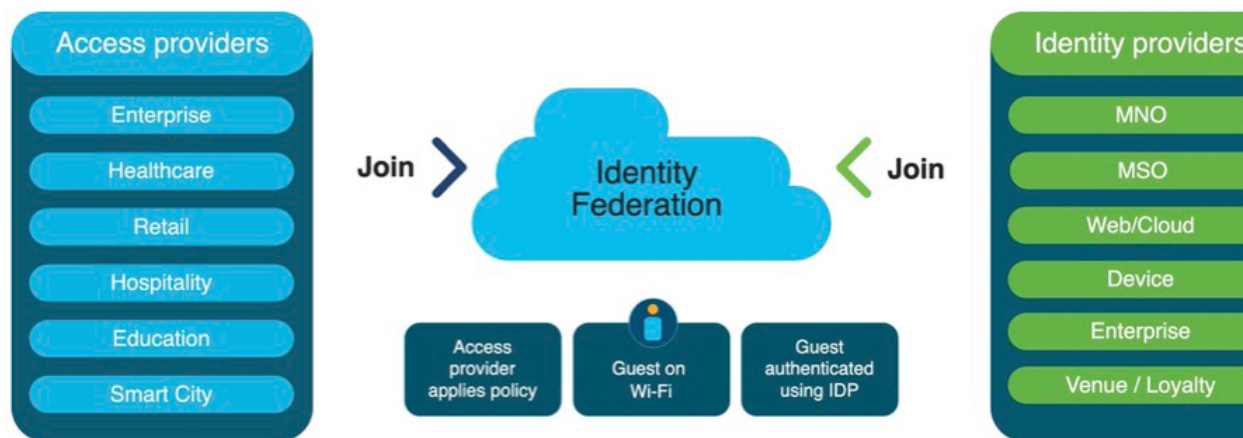 Access providers
Enterprise
Healthcare
Retail
Hospitality
Education
Smart City
Join
Identity
Federation
Join
Access
provider
applies policy
Guest on
Wi-Fi
Guest
authenticated
using IDP
Identity providers
MNO
MSO
Web/Cloud
Device
Enterprise
Venue / Loyalty